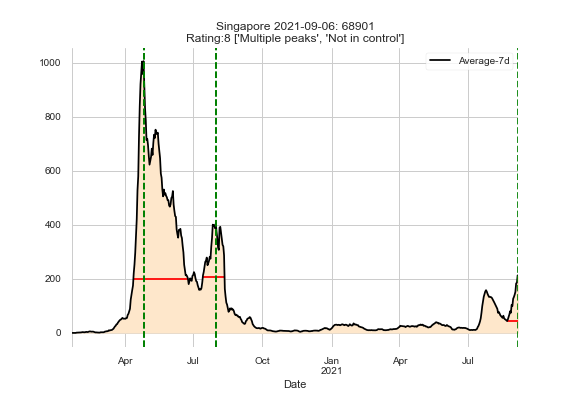 Singapore 2021-09-06: 68901
Rating:8 ['Multiple peaks', 'Not in control']
Average-7d
1000
800
600
400
200
0
Apr
Jul
Oct
Jan
2021
Apr
Jul
Date